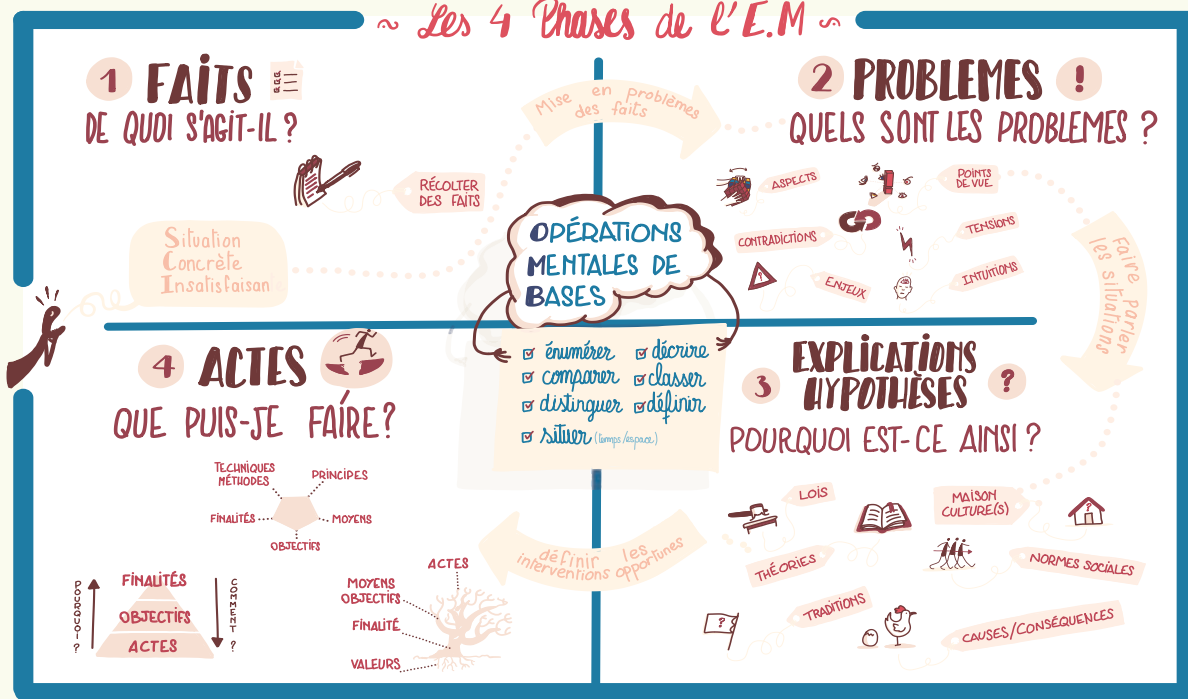 Les 4 Phases de l'E.M
1 FAITS
DE QUOI S'AGIT-IL ?
RÉCOLTER
DES FAITS
Situation
Concrète
Insatisfaisan
Mise en problèmes
des faits
2 PROBLEMES !
QUELS SONT LES PROBLEMES ?
ASPECTS
POINTS
DE VUE
CONTRADICTIONS
TENSIONS
ENJEUX
INTUITIONS
Faire parler
les situations
OPÉRATIONS
MENTALES DE
BASES
énumérer
décrire
comparer
classer
distinguer
définir
situer (temps/espace)
3 EXPLICATIONS
HYPOTHÈSES ?
POURQUOI EST-CE AINSI ?
LOIS
MAISON
CULTURE(S)
?
THÉORIES
NORMES SOCIALES
TRADITIONS
?
CAUSES/CONSÉQUENCES
définir les
interventions opportunes
4 ACTES
QUE PUIS-JE FAIRE?
TECHNIQUES
MÉTHODES
PRINCIPES
FINALITÉS
MOYENS
OBJECTIFS
POURQUOI ?
FINALITÉS
OBJECTIFS
ACTES
COMMENT ?
ACTES
MOYENS
OBJECTIFS
FINALITÉ
VALEURS